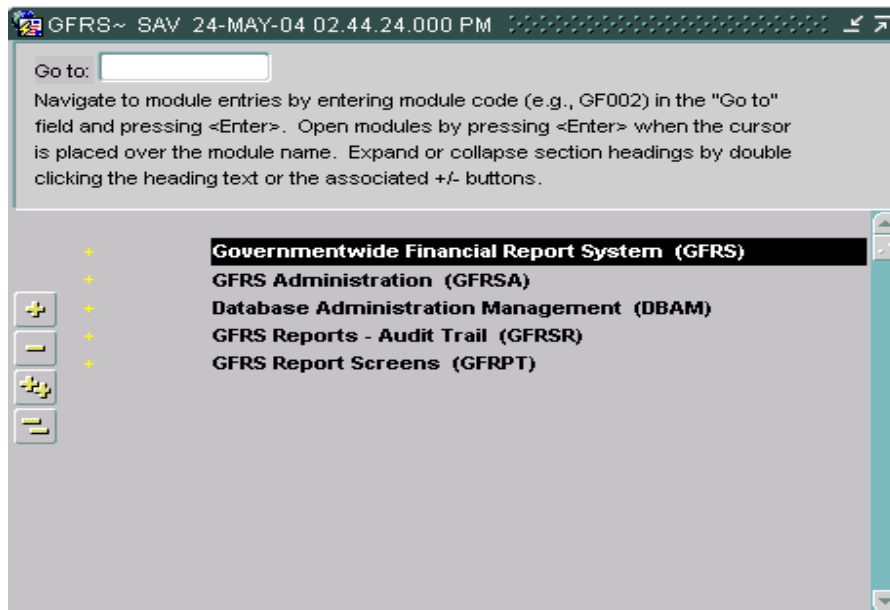 GFRS~ SAV 24-MAY-04 02.44.24.000 PM
Go to:
Navigate to module entries by entering module code (e.g., GF002) in the "Go to"
field and pressing <Enter>. Open modules by pressing <Enter> when the cursor
is placed over the module name. Expand or collapse section headings by double
clicking the heading text or the associated +/- buttons.
+ Governmentwide Financial Report System (GFRS)
+ GFRS Administration (GFRSA)
+ Database Administration Management (DBAM)
+ GFRS Reports - Audit Trail (GFRSR)
+ GFRS Report Screens (GFRPT)